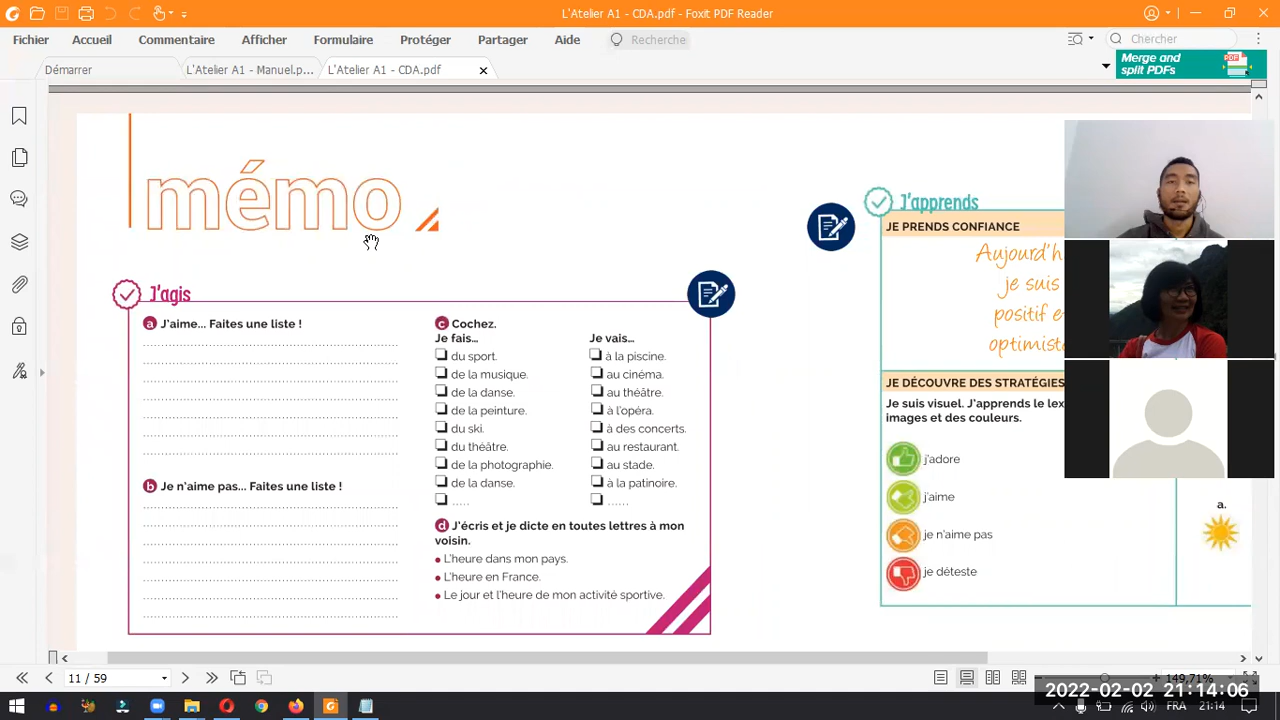 L'Atelier A1 - CDA.pdf - Foxit PDF Reader
Fichier Accueil Commentaire Afficher Formulaire Protéger Partager Aide Recherche Chercher
Démarrer L'Atelier A1 - Manuel.p... L'Atelier A1 - CDA.pdf
Merge and
split PDFs
PDF
mémo
J'agis
a J'aime... Faites une liste !
b Je n'aime pas... Faites une liste !
c Cochez.
Je fais...
du sport.
de la musique.
de la danse.
de la peinture.
du ski.
du théâtre.
de la photographie.
de la danse.
.....
Je vais...
à la piscine.
au cinéma.
au théâtre.
à l'opéra.
à des concerts.
au restaurant.
au stade.
à la patinoire.
......
d J'écris et je dicte en toutes lettres à mon
voisin.
• L'heure dans mon pays.
• L'heure en France.
• Le jour et l'heure de mon activité sportive.
J'apprends
JE PRENDS CONFIANCE
Aujourd'h
je suis
positif e
optimist
JE DÉCOUVRE DES STRATÉGIES
Je suis visuel. J'apprends le lex
images et des couleurs.
j'adore
j'aime
je n'aime pas
je déteste
a.
11 / 59
149,71%
2022-02-02 21:14:06
FRA 21:14